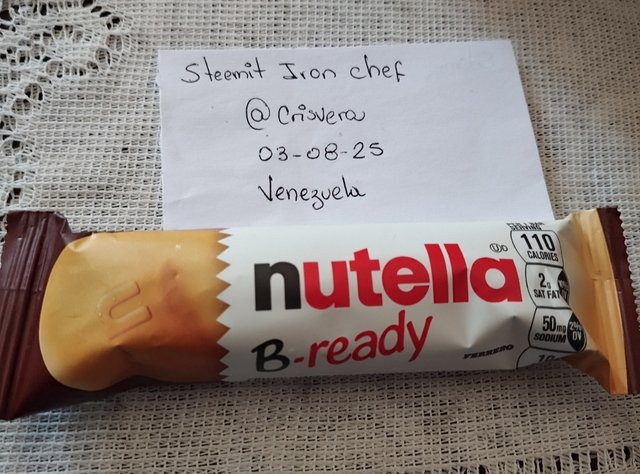 Steemit Iron chef
@ Crisvera
03-08-25
Venezuela
nutella
B-ready
FERRERO
110
CALORIES
2g
SAT FAT
50mg
SODIUM